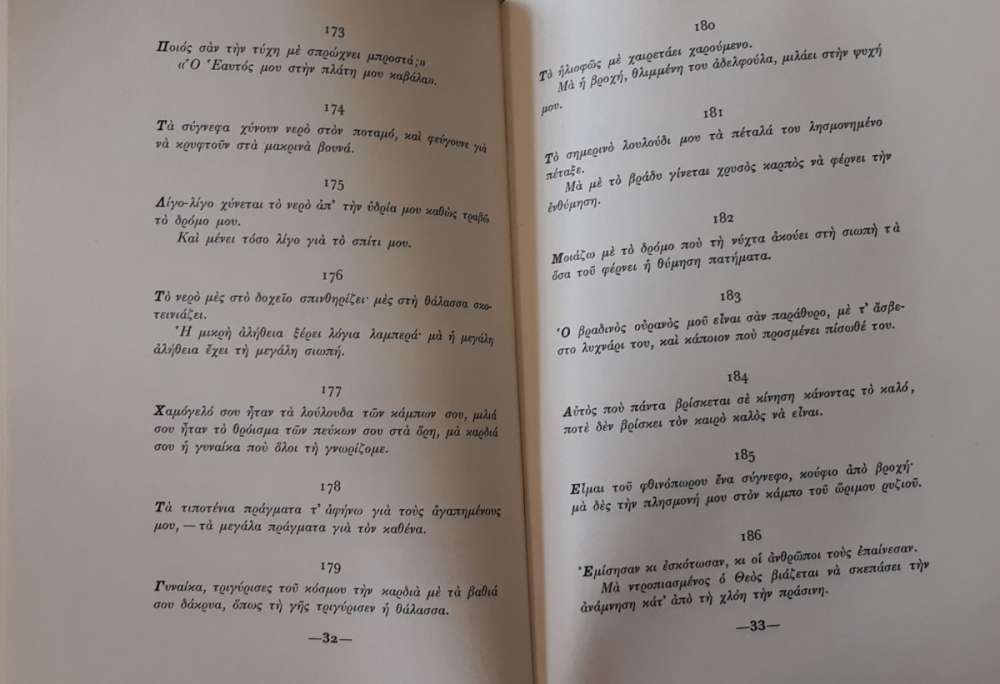 173
Ποιός σὰν τὴν τύχη μὲ σπρώχνει μπροστά;»
«Ὁ Ἑαυτός μου στὴν πλάτη μου καβάλα».
174
Τὰ σύγνεφα χύνουν νερὸ στὸν ποταμό, καὶ φεύγουνε γιὰ
νὰ κρυφτοῦν στὰ μακρινὰ βουνά.
175
Λίγο-λίγο χύνεται τὸ νερὸ ἀπ' τὴν ὑδρία μου καθὼς τραβῶ
τὸ δρόμο μου.
Καὶ μένει τόσο λίγο γιὰ τὸ σπίτι μου.
176
Τὸ νερὸ μὲς στὸ δοχεῖο σπινθηρίζει· μὲς στὴ θάλασσα σκο-
τεινιάζει.
Ἡ μικρὴ ἀλήθεια ξέρει λόγια λαμπερά· μὰ ἡ μεγάλη
ἀλήθεια ἔχει τὴ μεγάλη σιωπή.
177
Χαμόγελό σου ἦταν τὰ λούλουδα τῶν κάμπων σου, μιλιά
σου ἦταν τὸ θρόισμα τῶν πεύκων σου στὰ ὄρη, μὰ καρδιά
σου ἡ γυναίκα ποὺ ὅλοι τὴ γνωρίζομε.
178
Τὰ τιποτένια πράγματα τ' ἀφήνω γιὰ τοὺς ἀγαπημένους
μου, — τὰ μεγάλα πράγματα γιὰ τὸν καθένα.
179
Γυναίκα, τριγύρισες τοῦ κόσμου τὴν καρδιὰ μὲ τὰ βαθιά
σου δάκρυα, ὅπως τὴ γῆς τριγύρισεν ἡ θάλασσα.
—32—
180
Τὸ ἡλιοφῶς μὲ χαιρετάει χαρούμενο.
Μὰ ἡ βροχή, θλιμμένη του ἀδελφούλα, μιλάει στὴν ψυχή
μου.
181
Τὸ σημερινὸ λουλούδι μου τὰ πέταλά του λησμονημένο
πέταξε.
Μὰ μὲ τὸ βράδυ γίνεται χρυσὸς καρπὸς νὰ φέρνει τὴν
ἐνθύμηση.
182
Μοιάζω μὲ τὸ δρόμο ποὺ τὴ νύχτα ἀκούει στὴ σιωπὴ τὰ
ὅσα τοῦ φέρνει ἡ θύμηση πατήματα.
183
Ὁ βραδινὸς οὐρανὸς μοῦ εἶναι σὰν παράθυρο, μὲ τ' ἄσβε-
στο λυχνάρι του, καὶ κάποιον ποὺ προσμένει πίσωθέ του.
184
Αὐτὸς ποὺ πάντα βρίσκεται σὲ κίνηση κάνοντας τὸ καλό,
ποτὲ δὲν βρίσκει τὸν καιρὸ καλὸς νὰ εἶναι.
185
Εἶμαι τοῦ φθινόπωρου ἕνα σύγνεφο, κούφιο ἀπὸ βροχή·
μὰ δὲς τὴν πλησμονή μου στὸν κάμπο τοῦ ὥριμου ρυζιοῦ.
186
Ἐμίσησαν κι ἐσκότωσαν, κι οἱ ἀνθρῶποι τοὺς ἐπαίνεσαν.
Μὰ ντροπιασμένος ὁ Θεὸς βιάζεται νὰ σκεπάσει τὴν
ἀνάμνηση κάτ' ἀπὸ τὴ χλόη τὴν πράσινη.
—33—